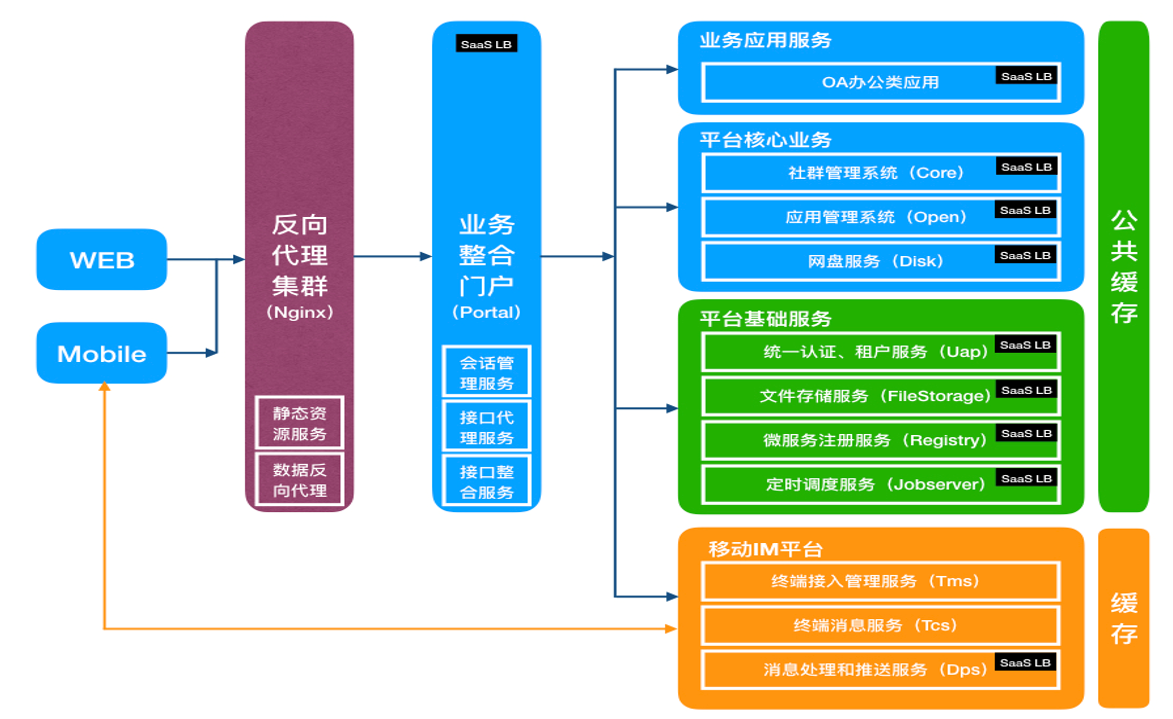 WEB
Mobile
反向
代理
集群
(Nginx)
静态资
源服务
数据反
向代理
SaaS LB
业务
整合
门户
(Portal)
会话管
理服务
接口代
理服务
接口整
合服务
业务应用服务
OA办公类应用
SaaS LB
平台核心业务
社群管理系统（Core）
SaaS LB
应用管理系统（Open）
SaaS LB
网盘服务（Disk）
SaaS LB
平台基础服务
统一认证、租户服务（Uap）
SaaS LB
文件存储服务（FileStorage）
SaaS LB
微服务注册服务（Registry）
SaaS LB
定时调度服务（Jobserver）
SaaS LB
移动IM平台
终端接入管理服务（Tms）
终端消息服务（Tcs）
消息处理和推送服务（Dps）
SaaS LB
公
共
缓
存
缓
存